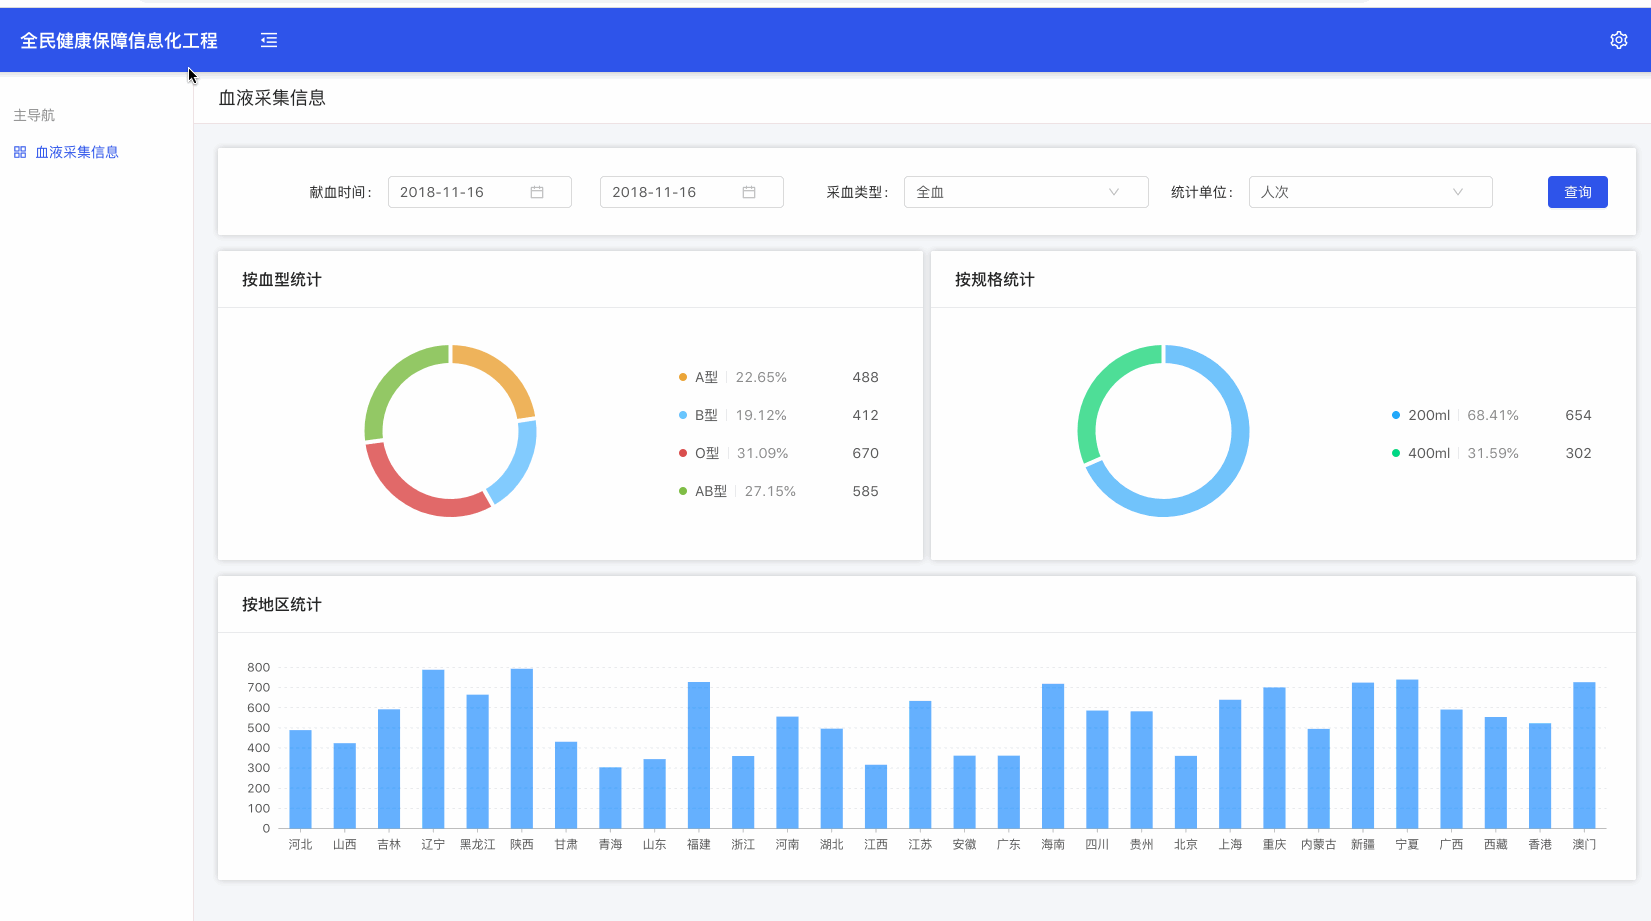 全民健康保障信息化工程
主导航
血液采集信息
血液采集信息
献血时间: 2018-11-16 2018-11-16 采血类型: 全血 统计单位: 人次 查询
按血型统计
A型 22.65% 488
B型 19.12% 412
O型 31.09% 670
AB型 27.15% 585
按规格统计
200ml 68.41% 654
400ml 31.59% 302
按地区统计
800
700
600
500
400
300
200
100
0
河北 山西 吉林 辽宁 黑龙江 陕西 甘肃 青海 山东 福建 浙江 河南 湖北 江西 江苏 安徽 广东 海南 四川 贵州 北京 上海 重庆 内蒙古 新疆 宁夏 广西 西藏 香港 澳门